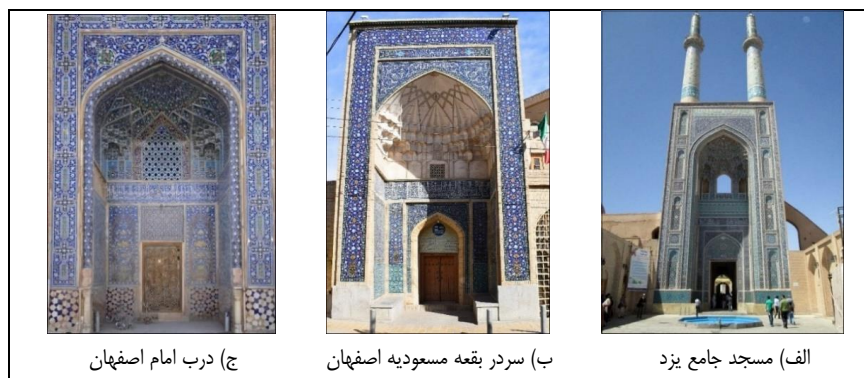 الف) مسجد جامع یزد
ب) سردر بقعه مسعودیه اصفهان
ج) درب امام اصفهان